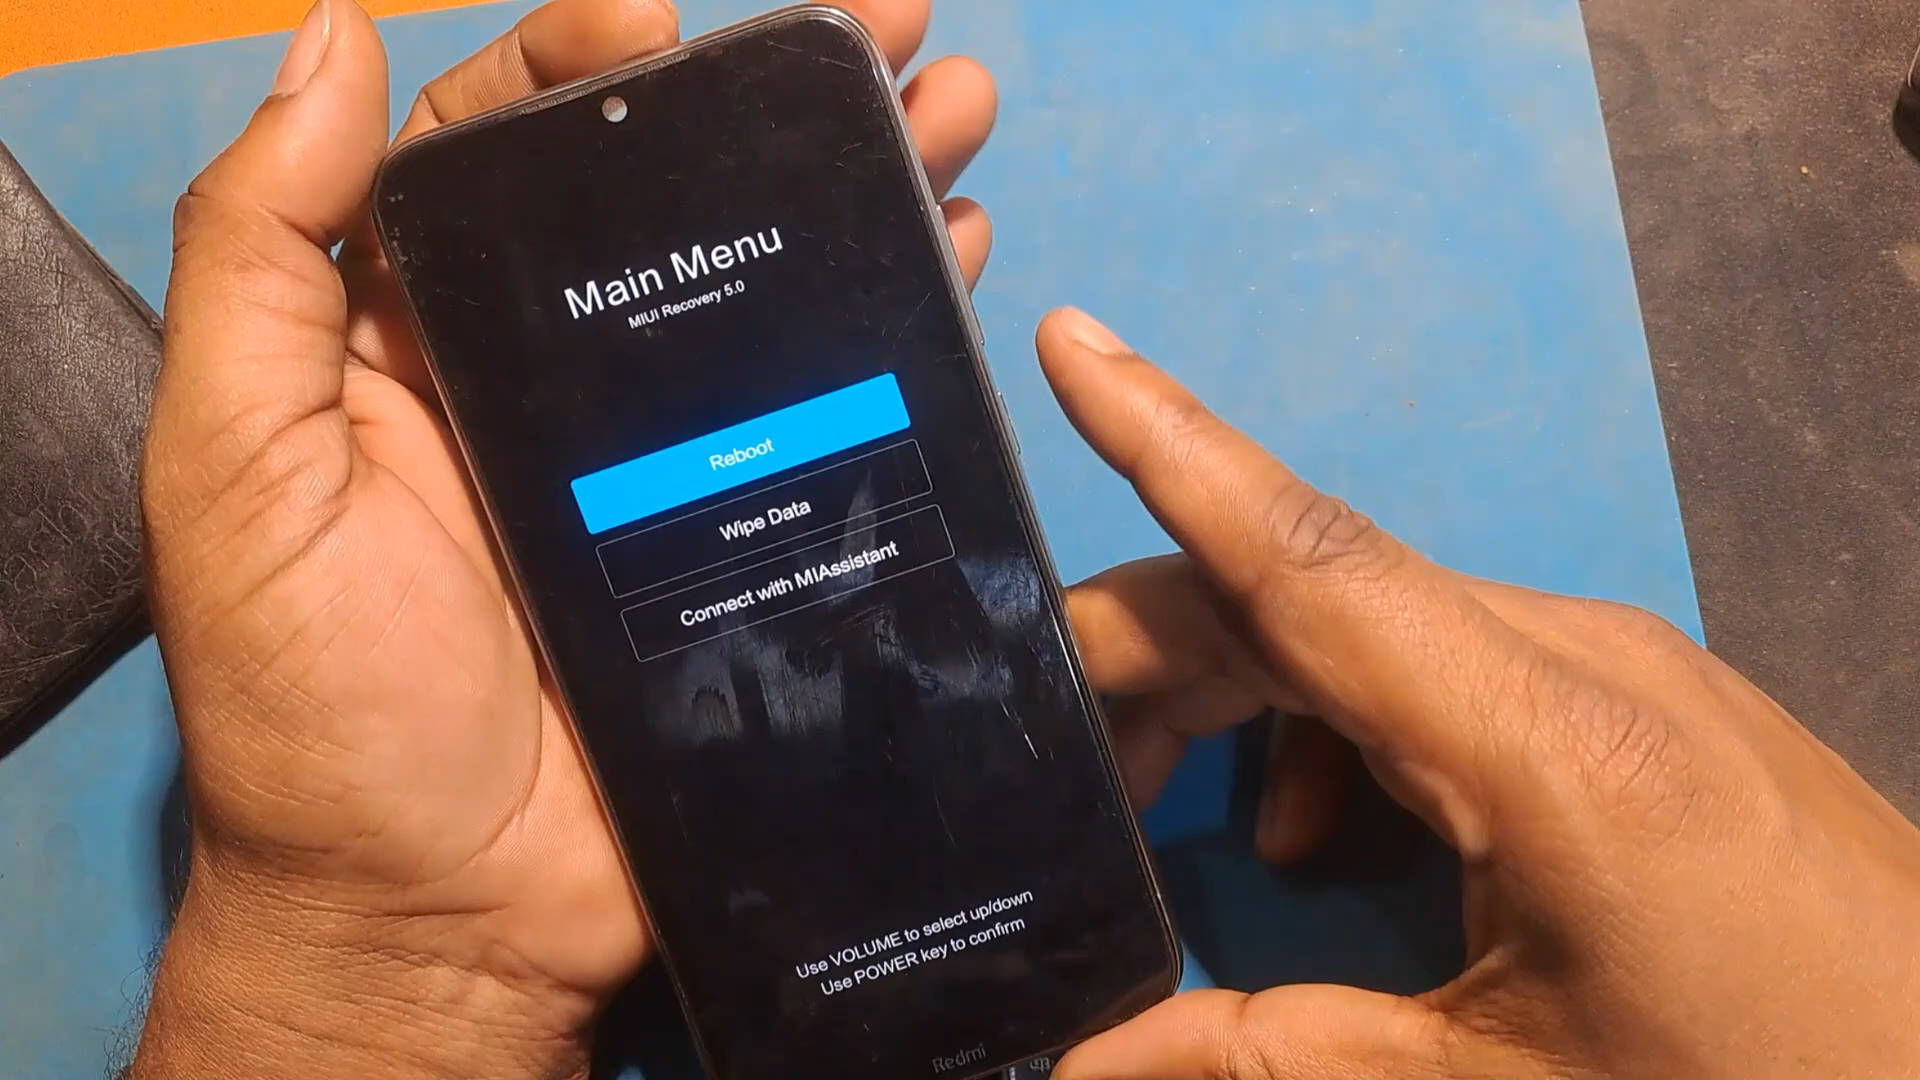 Main Menu
MIUI Recovery 5.0
Reboot
Wipe Data
Connect with MIAssistant
Use VOLUME to select up/down
Use POWER key to confirm
Redmi